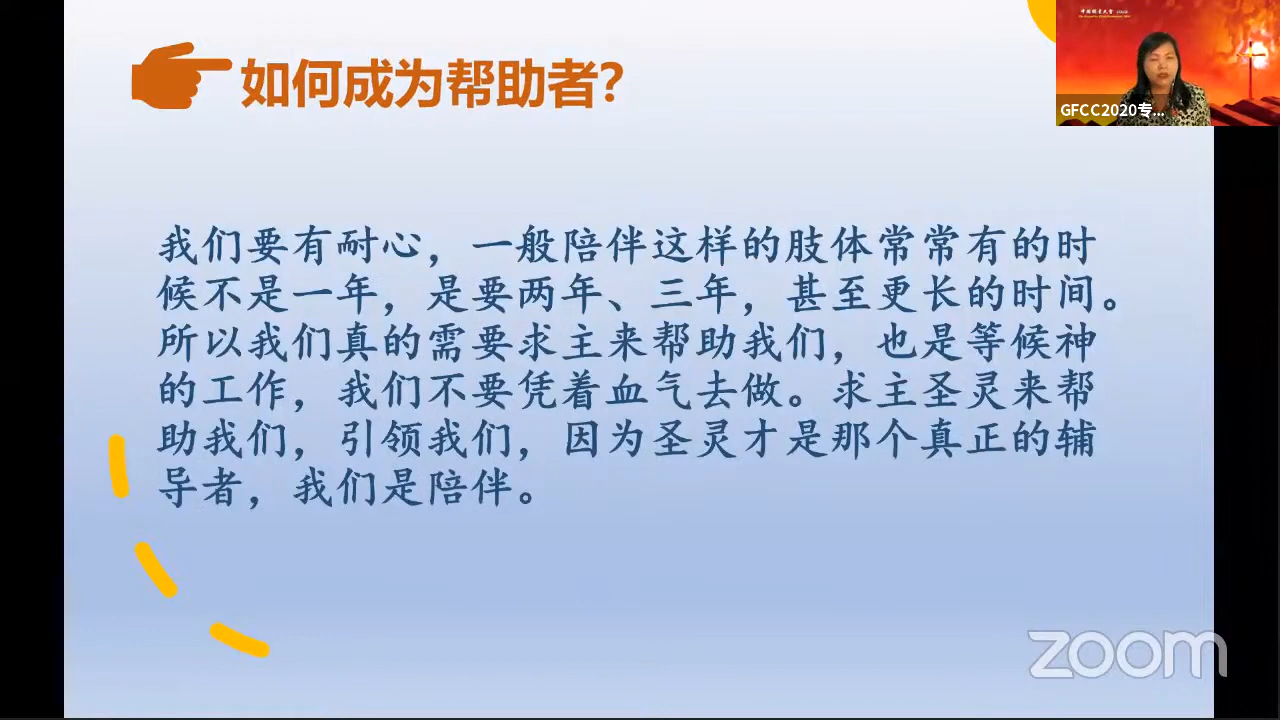 如何成为帮助者?
GFCC2020专...
我们要有耐心，一般陪伴这样的肢体常常有的时
候不是一年，是要两年、三年，甚至更长的时间。
所以我们真的需要求主来帮助我们，也是等候神
的工作，我们不要凭着血气去做。求主圣灵来帮
助我们，引领我们，因为圣灵才是那个真正的辅
导者，我们是陪伴。
zoom